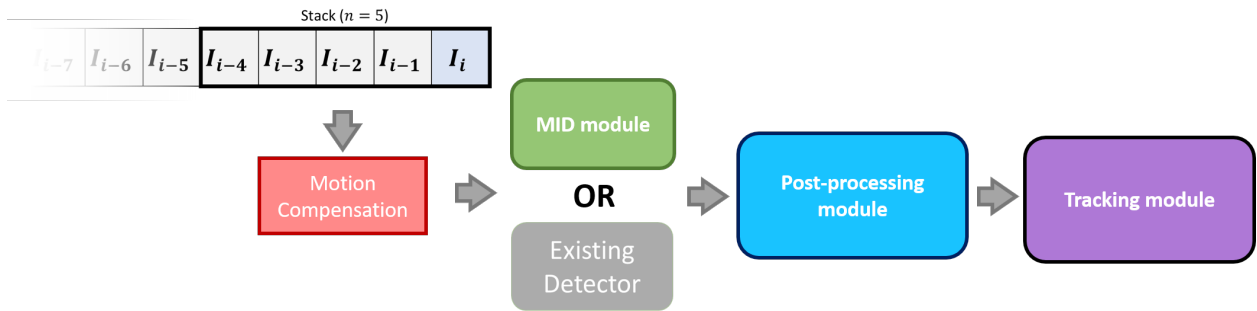 Stack (n = 5)
I_{i-7} I_{i-6} I_{i-5} I_{i-4} I_{i-3} I_{i-2} I_{i-1} I_i
MID module
Motion
Compensation
OR
Existing
Detector
Post-processing
module
Tracking module